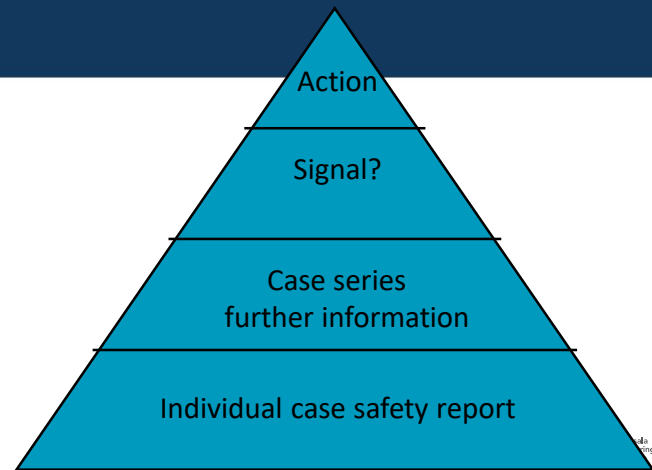 Action
Signal?
Case series
further information
Individual case safety report